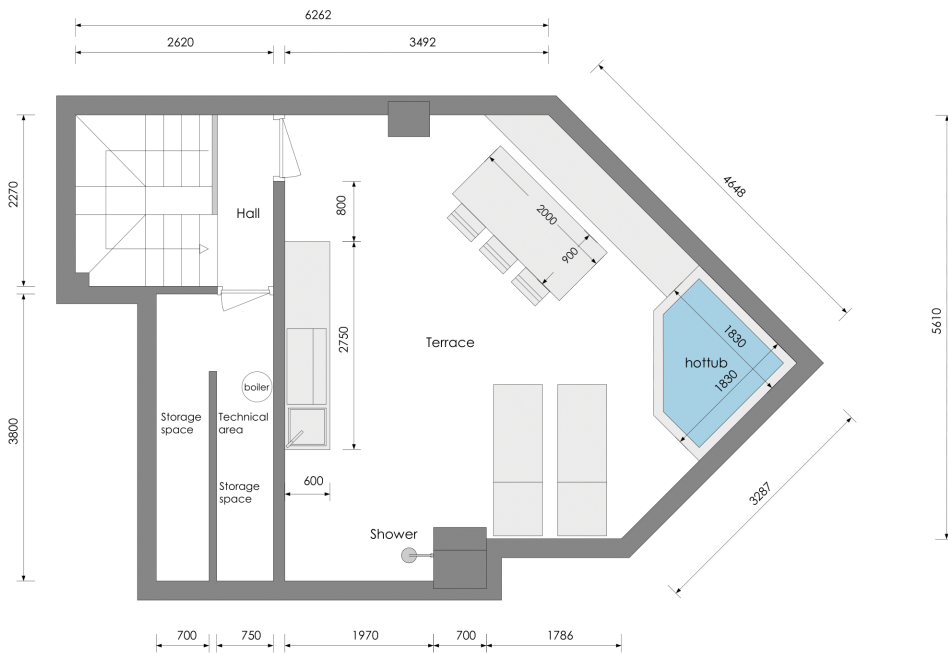 6262
2620
3492
2270
Hall
800
2000
900
4648
2750
Terrace
1830
hottub
1830
5610
boiler
Storage
space
Technical
area
3800
Storage
space
600
3287
Shower
700
750
1970
700
1786